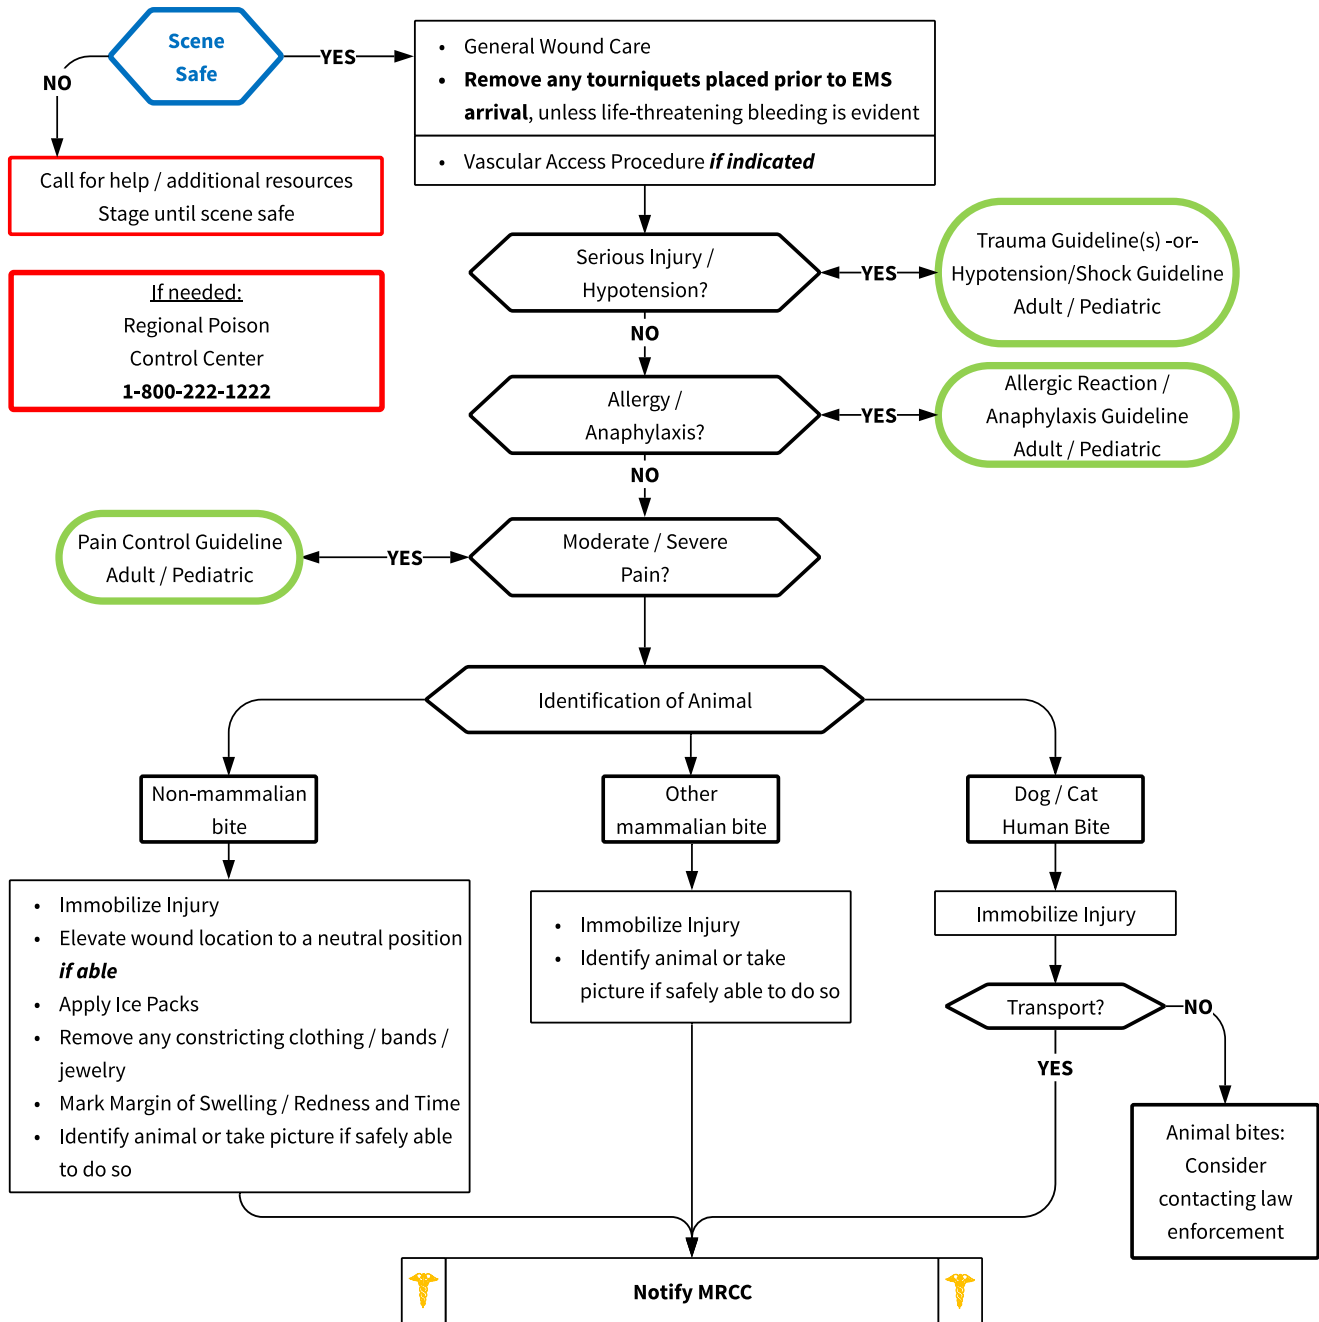 Scene
Safe
YES
NO
• General Wound Care
• Remove any tourniquets placed prior to EMS
arrival, unless life-threatening bleeding is evident
• Vascular Access Procedure if indicated
Call for help / additional resources
Stage until scene safe
If needed:
Regional Poison
Control Center
1-800-222-1222
Serious Injury /
Hypotension?
YES
Trauma Guideline(s) -or-
Hypotension/Shock Guideline
Adult / Pediatric
NO
Allergy /
Anaphylaxis?
YES
Allergic Reaction /
Anaphylaxis Guideline
Adult / Pediatric
NO
Moderate / Severe
Pain?
YES
Pain Control Guideline
Adult / Pediatric
Identification of Animal
Non-mammalian
bite
Other
mammalian bite
Dog / Cat
Human Bite
• Immobilize Injury
• Elevate wound location to a neutral position
if able
• Apply Ice Packs
• Remove any constricting clothing / bands /
jewelry
• Mark Margin of Swelling / Redness and Time
• Identify animal or take picture if safely able
to do so
• Immobilize Injury
• Identify animal or take
picture if safely able to do so
Immobilize Injury
Transport?
NO
YES
Animal bites:
Consider
contacting law
enforcement
Notify MRCC